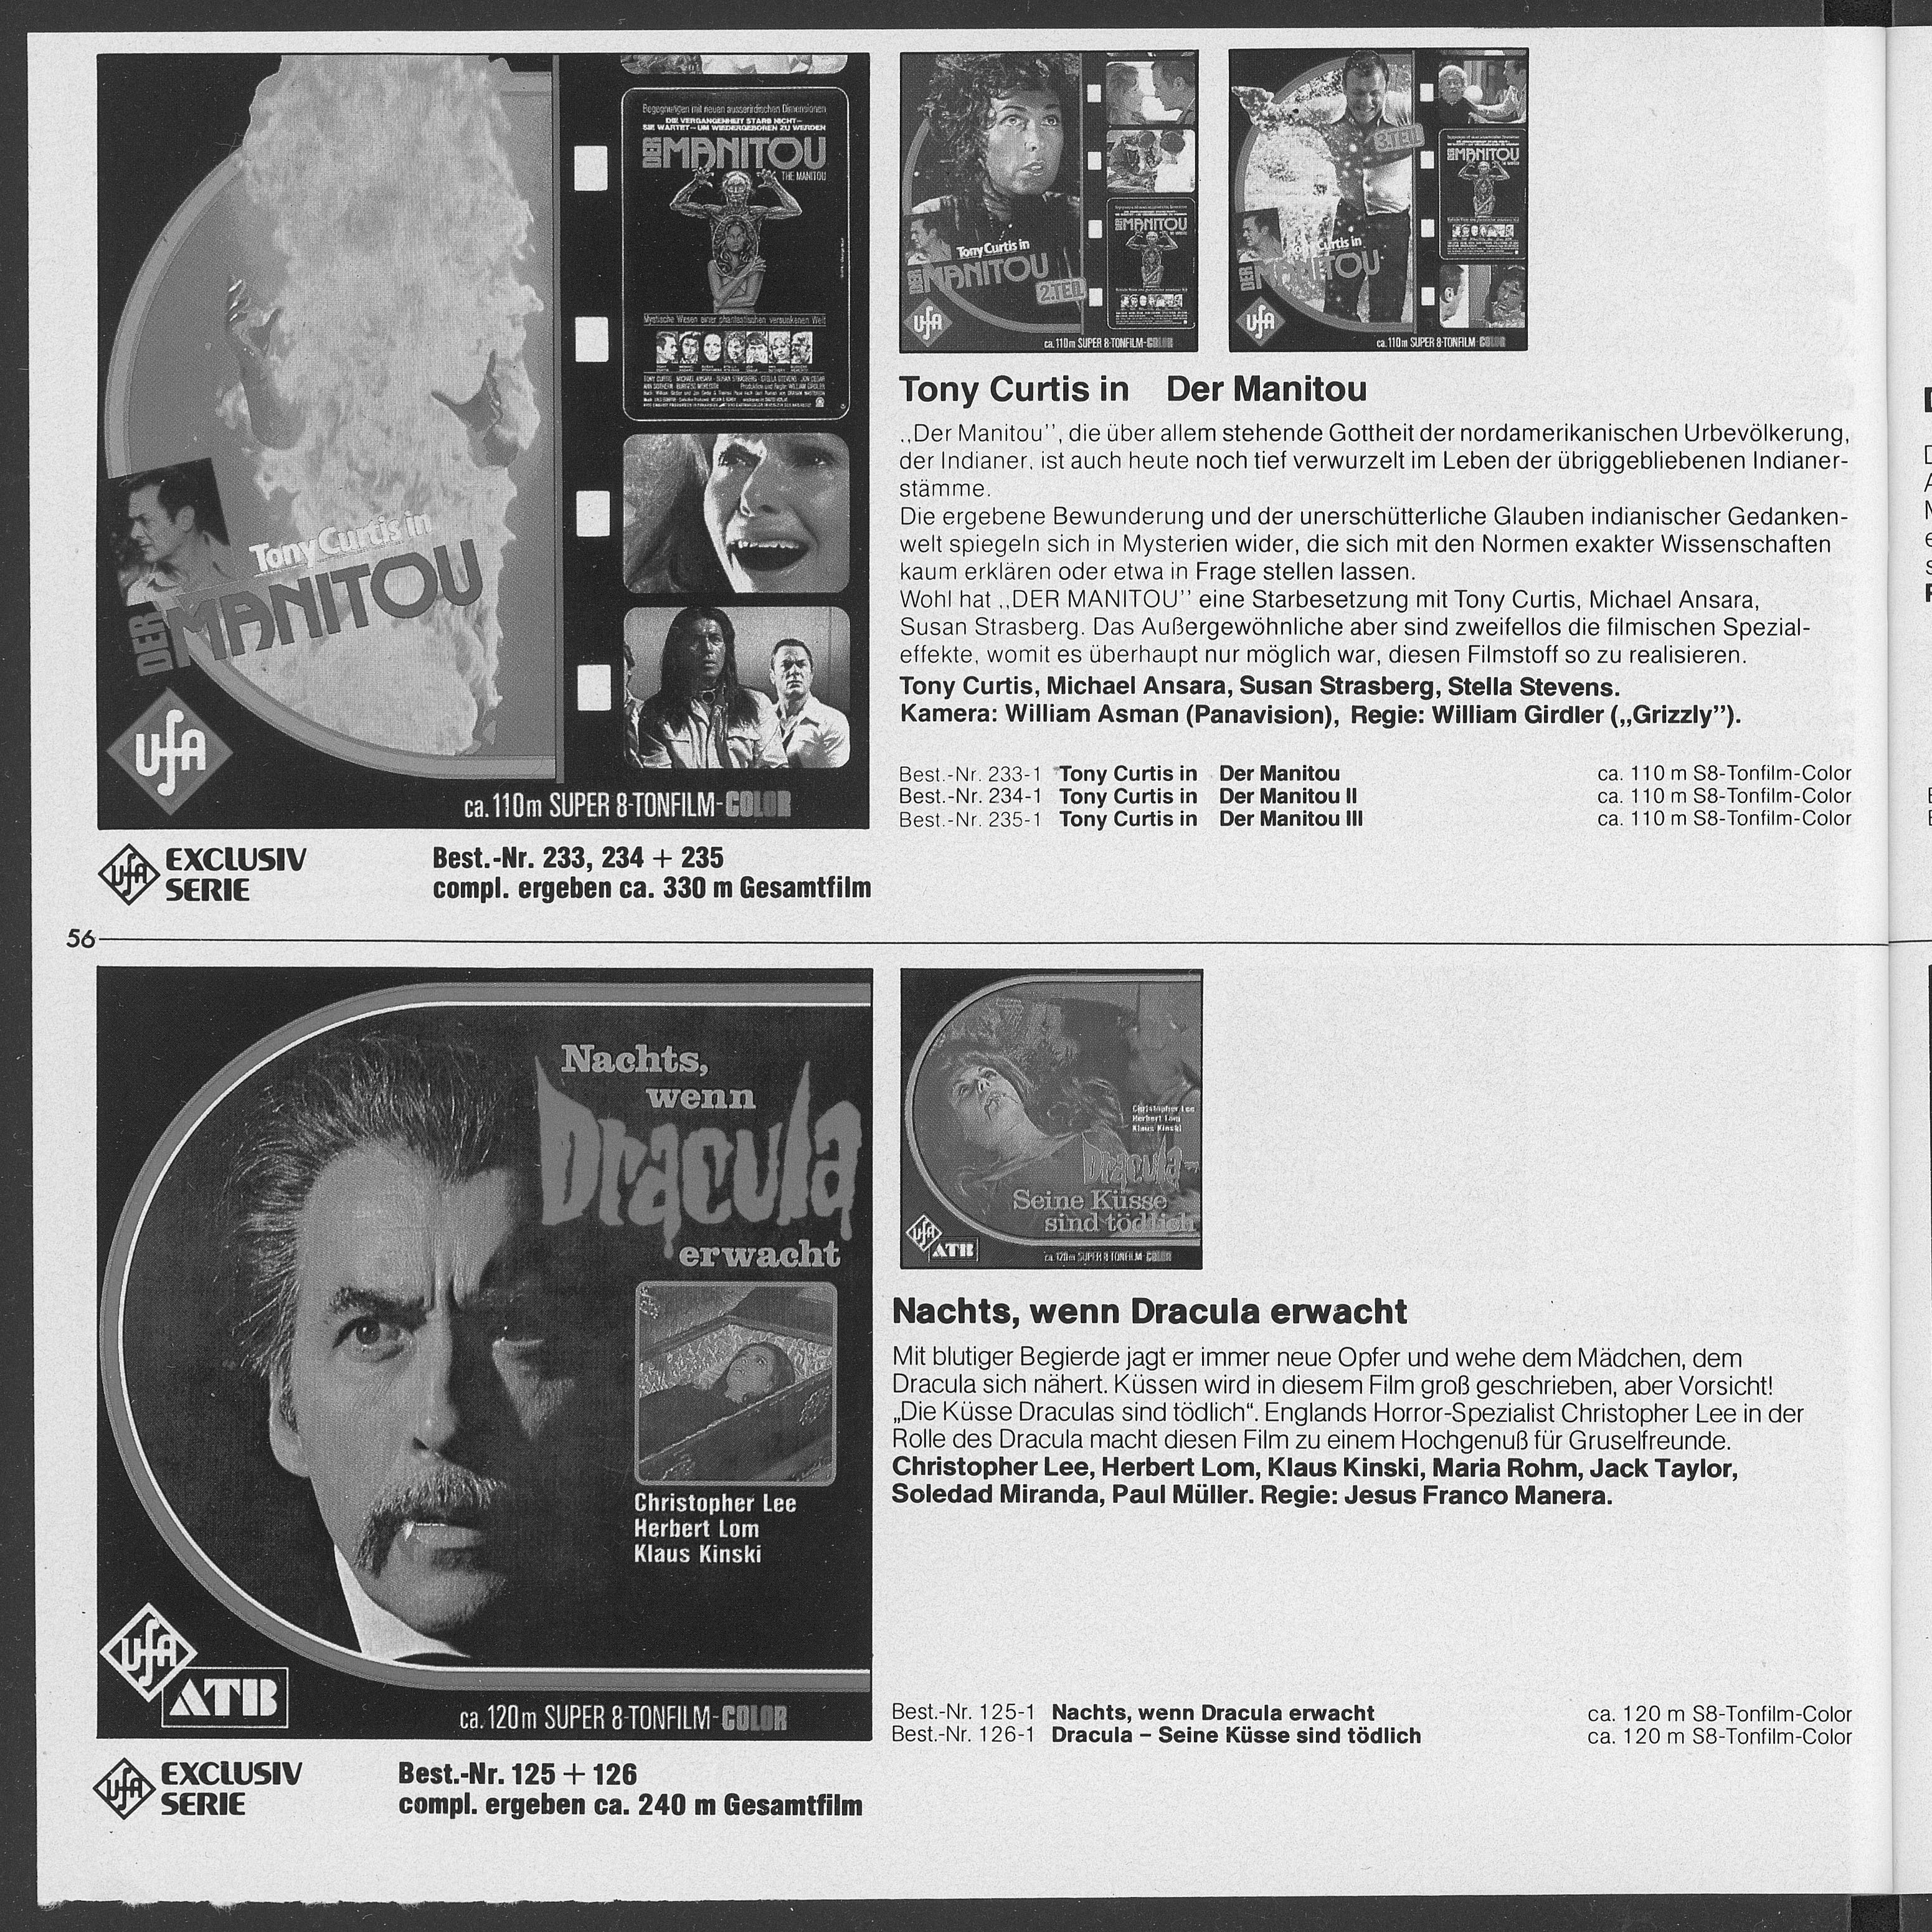 Begegnungen mit neuen ausserirdischen Dimensionen
DIE VERGANGENHEIT STARB NICHT–
SIE WARTET–UM WIEDERGEBOREN ZU WERDEN
DER MANITOU
THE MANITOU
Mystische Wesen einer phantastischen versunkenen Welt
Tony Curtis in
DER MANITOU
UfA
ca. 110m SUPER 8-TONFILM-COLOR
UfA EXCLUSIV
SERIE
Best.-Nr. 233, 234 + 235
compl. ergeben ca. 330 m Gesamtfilm
Tony Curtis in
DER MANITOU
2.TEIL
MANITOU
UfA
ca. 110m SUPER 8-TONFILM-COLOR
3.TEIL
MANITOU
Tony Curtis in
DER MANITOU
UfA
ca. 110m SUPER 8-TONFILM-COLOR
Tony Curtis in Der Manitou
,,Der Manitou'', die über allem stehende Gottheit der nordamerikanischen Urbevölkerung,
der Indianer, ist auch heute noch tief verwurzelt im Leben der übriggebliebenen Indianer-
stämme.
Die ergebene Bewunderung und der unerschütterliche Glauben indianischer Gedanken-
welt spiegeln sich in Mysterien wider, die sich mit den Normen exakter Wissenschaften
kaum erklären oder etwa in Frage stellen lassen.
Wohl hat ,,DER MANITOU'' eine Starbesetzung mit Tony Curtis, Michael Ansara,
Susan Strasberg. Das Außergewöhnliche aber sind zweifellos die filmischen Spezial-
effekte, womit es überhaupt nur möglich war, diesen Filmstoff so zu realisieren.
Tony Curtis, Michael Ansara, Susan Strasberg, Stella Stevens.
Kamera: William Asman (Panavision), Regie: William Girdler (,,Grizzly'').
Best.-Nr. 233-1 Tony Curtis in Der Manitou ca. 110 m S8-Tonfilm-Color
Best.-Nr. 234-1 Tony Curtis in Der Manitou II ca. 110 m S8-Tonfilm-Color
Best.-Nr. 235-1 Tony Curtis in Der Manitou III ca. 110 m S8-Tonfilm-Color
56
Nachts,
wenn
Dracula
erwacht
Christopher Lee
Herbert Lom
Klaus Kinski
UfA
ATB
ca. 120m SUPER 8-TONFILM-COLOR
UfA EXCLUSIV
SERIE
Best.-Nr. 125 + 126
compl. ergeben ca. 240 m Gesamtfilm
Christopher Lee
Herbert Lom
Klaus Kinski
Dracula–
Seine Küsse
sind tödlich
UfA
ATB
ca. 120m SUPER 8 TONFILM-COLOR
Nachts, wenn Dracula erwacht
Mit blutiger Begierde jagt er immer neue Opfer und wehe dem Mädchen, dem
Dracula sich nähert. Küssen wird in diesem Film groß geschrieben, aber Vorsicht!
„Die Küsse Draculas sind tödlich“. Englands Horror-Spezialist Christopher Lee in der
Rolle des Dracula macht diesen Film zu einem Hochgenuß für Gruselfreunde.
Christopher Lee, Herbert Lom, Klaus Kinski, Maria Rohm, Jack Taylor,
Soledad Miranda, Paul Müller. Regie: Jesus Franco Manera.
Best.-Nr. 125-1 Nachts, wenn Dracula erwacht ca. 120 m S8-Tonfilm-Color
Best.-Nr. 126-1 Dracula – Seine Küsse sind tödlich ca. 120 m S8-Tonfilm-Color